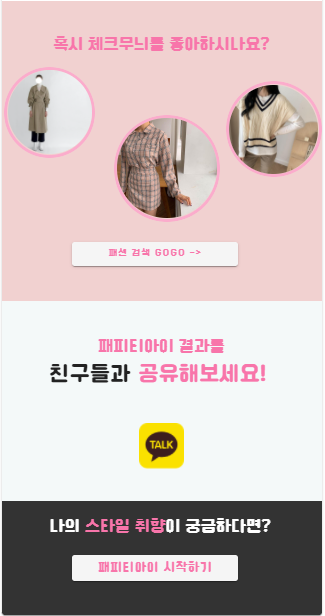 혹시 체크무늬를 좋아하시나요?
패션 검색 GOGO ->
패피티아이 결과를
친구들과 공유해보세요!
TALK
나의 스타일 취향이 궁금하다면?
패피티아이 시작하기